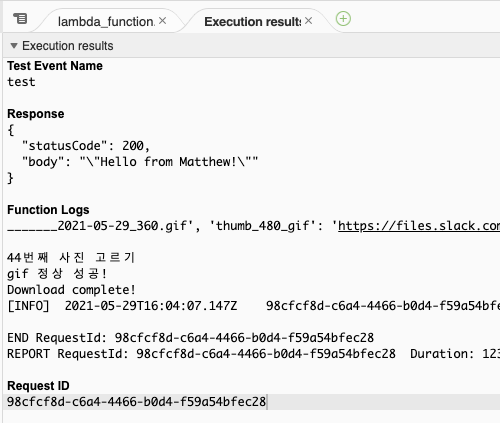 lambda_function.
Execution results
Execution results
Test Event Name
test
Response
{
"statusCode": 200,
"body": "\"Hello from Matthew!\""
}
Function Logs
_______2021-05-29_360.gif', 'thumb_480_gif': 'https://files.slack.com
44번째 사진 고르기
gif 정상 성공!
Download complete!
[INFO] 2021-05-29T16:04:07.147Z 98cfcf8d-c6a4-4466-b0d4-f59a54bfe
END RequestId: 98cfcf8d-c6a4-4466-b0d4-f59a54bfec28
REPORT RequestId: 98cfcf8d-c6a4-4466-b0d4-f59a54bfec28 Duration: 123
Request ID
98cfcf8d-c6a4-4466-b0d4-f59a54bfec28